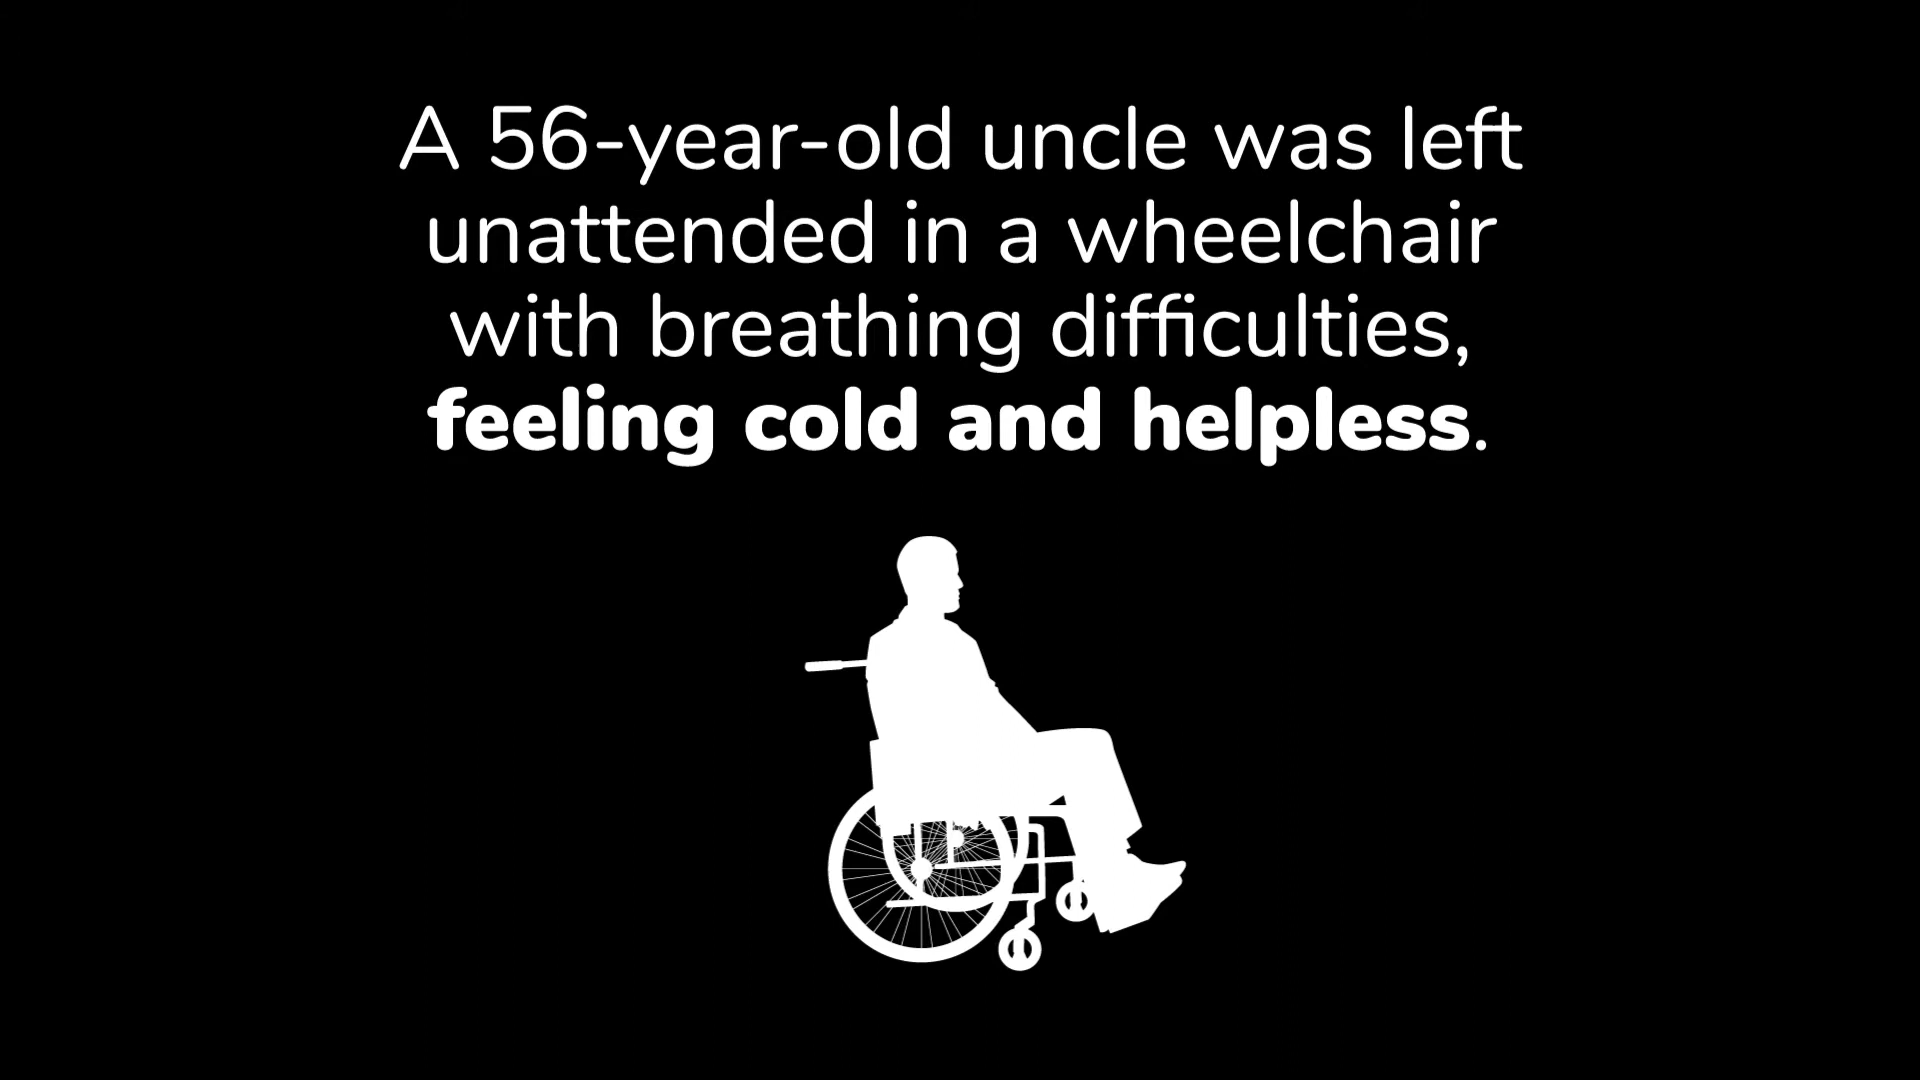 A 56-year-old uncle was left
unattended in a wheelchair
with breathing difficulties,
feeling cold and helpless.